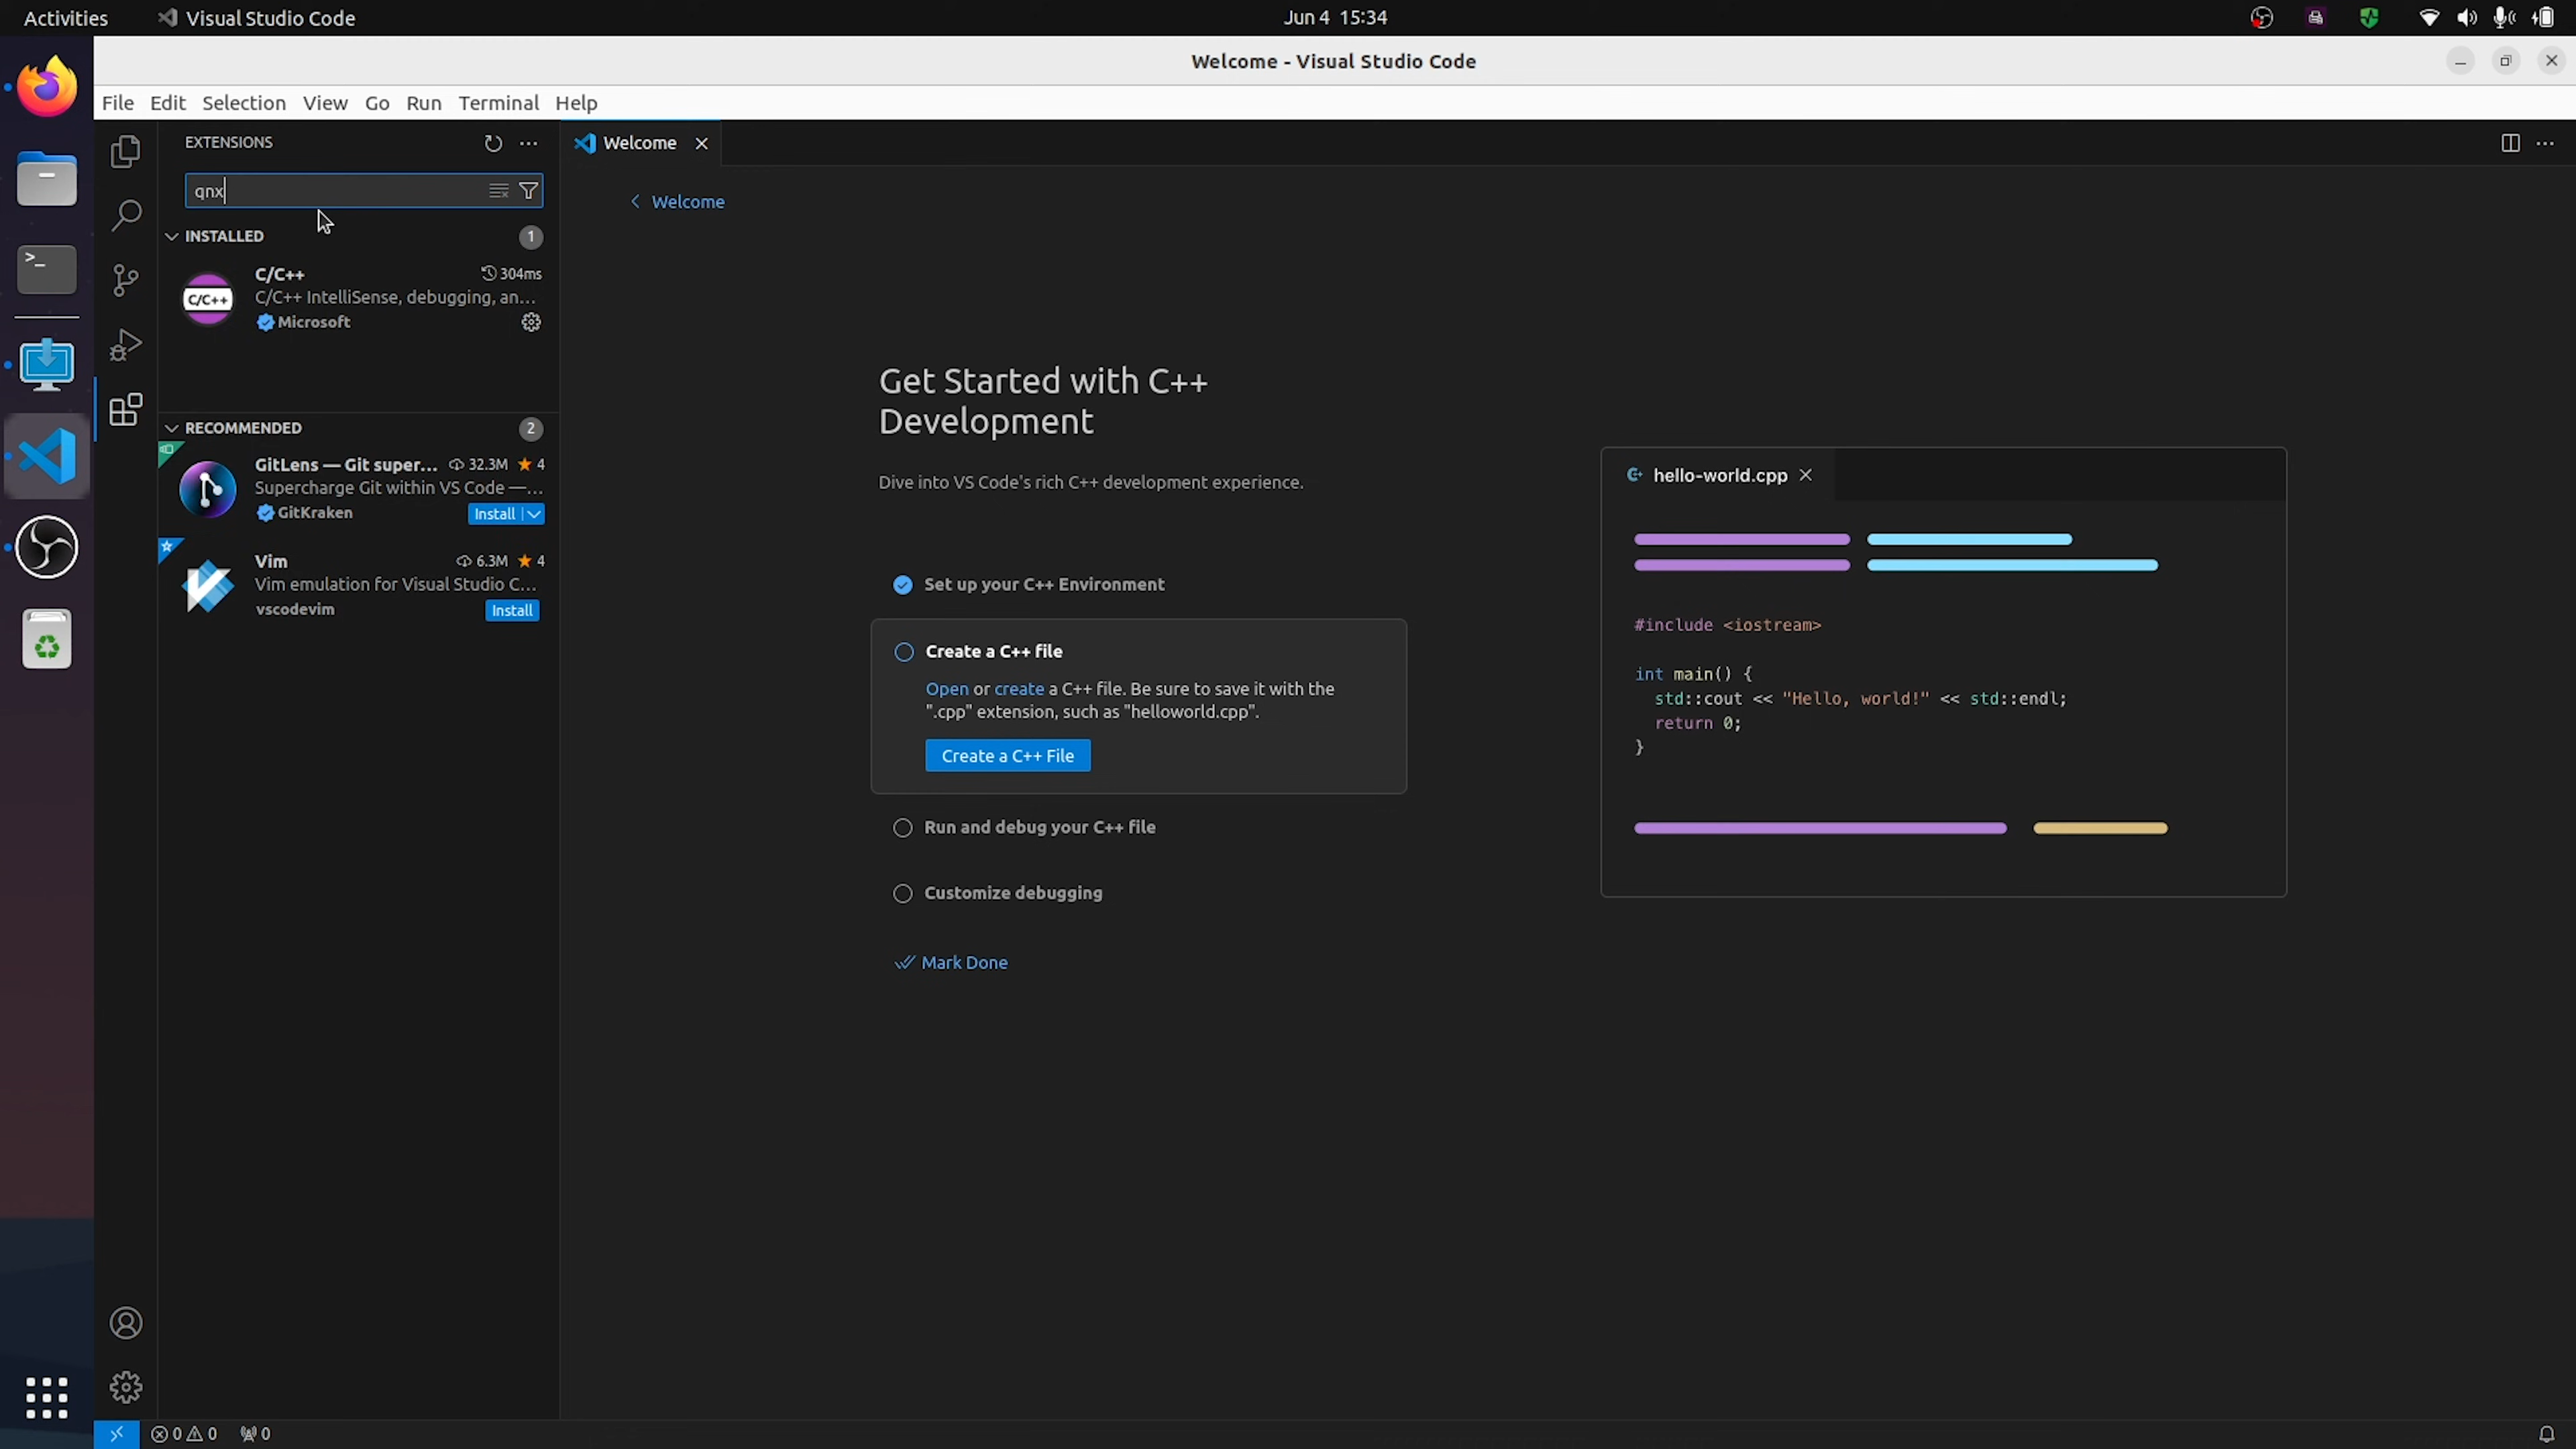 Activities
Visual Studio Code
Jun 4 15:34
Welcome - Visual Studio Code
File Edit Selection View Go Run Terminal Help
EXTENSIONS
Welcome
qnx
Welcome
INSTALLED
1
C/C++
304ms
C/C++
C/C++ IntelliSense, debugging, an...
Microsoft
RECOMMENDED
2
GitLens — Git super...
32.3M
4
Supercharge Git within VS Code —...
GitKraken
Install
Vim
6.3M
4
Vim emulation for Visual Studio C...
vscodevim
Install
Get Started with C++
Development
Dive into VS Code's rich C++ development experience.
Set up your C++ Environment
Create a C++ file
Open or create a C++ file. Be sure to save it with the
".cpp" extension, such as "helloworld.cpp".
Create a C++ File
Run and debug your C++ file
Customize debugging
Mark Done
hello-world.cpp
#include <iostream>
int main() {
std::cout << "Hello, world!" << std::endl;
return 0;
}
0 0
0